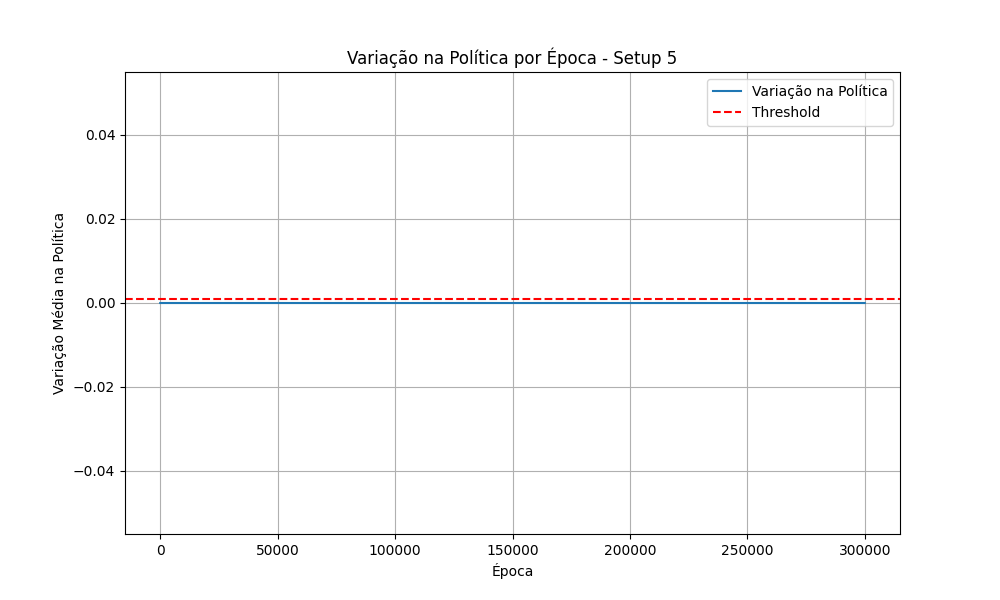 Variação na Política por Época - Setup 5
Variação na Política
Threshold
Variação Média na Política
0.04
0.02
0.00
−0.02
−0.04
0
50000
100000
150000
200000
250000
300000
Época